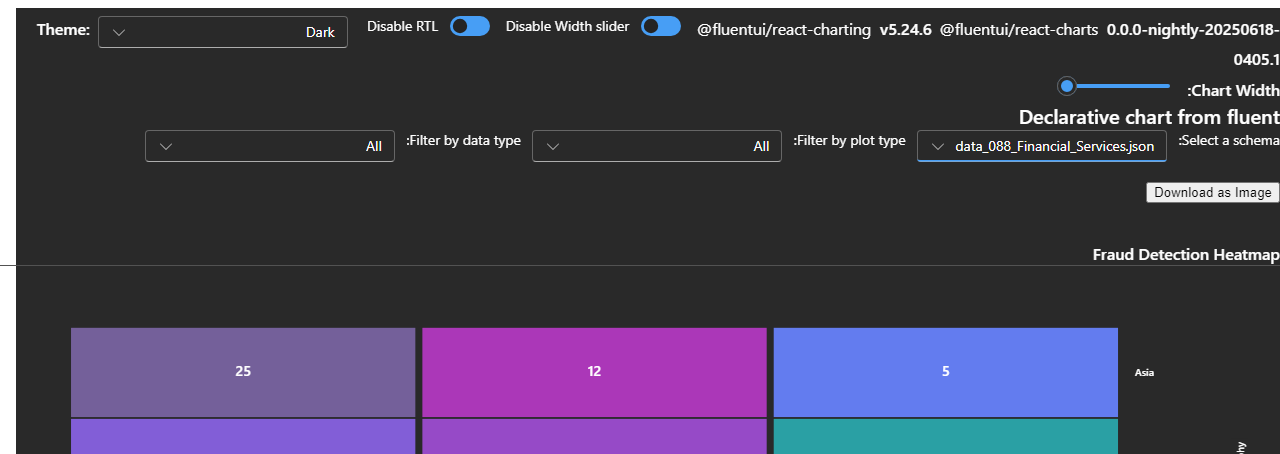 Theme: Dark Disable RTL Disable Width slider @fluentui/react-charting v5.24.6 @fluentui/react-charts 0.0.0-nightly-20250618-
0405.1
:Chart Width
Declarative chart from fluent
:Select a schema data_088_Financial_Services.json :Filter by plot type All :Filter by data type All
Download as Image
Fraud Detection Heatmap
25 12 5 Asia